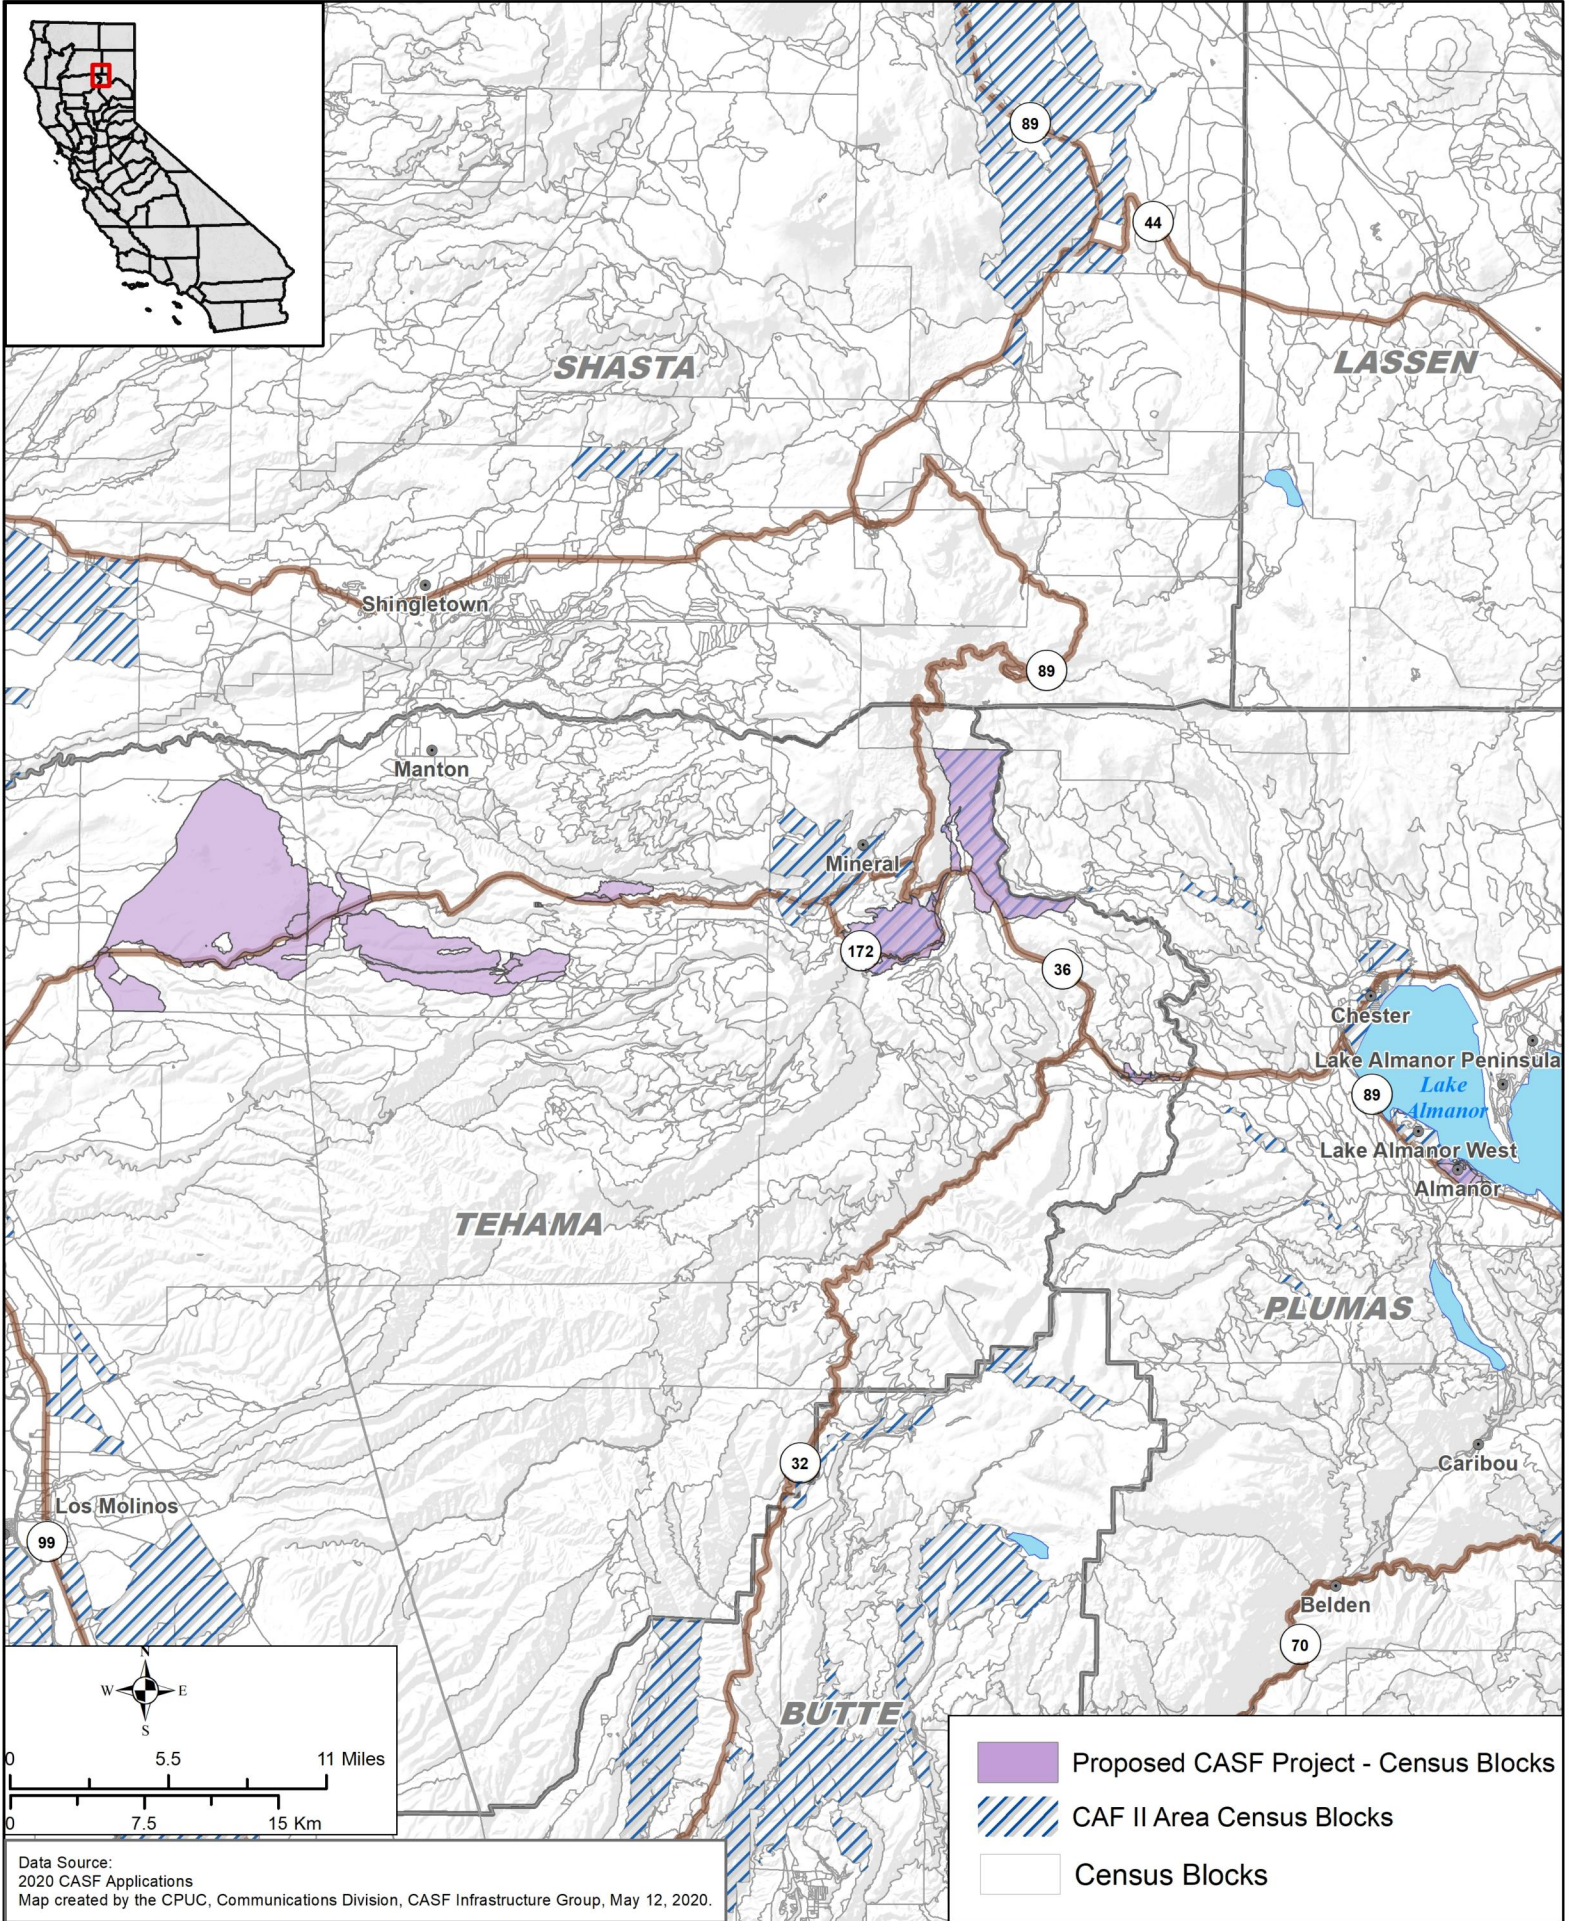 89
44
SHASTA
LASSEN
Shingletown
89
Manton
Mineral
172
36
Chester
Lake Almanor Peninsula
Lake
Almanor
89
Lake Almanor West
Almanor
TEHAMA
PLUMAS
32
Caribou
Los Molinos
99
Belden
70
BUTTE
N
W E
S
0 5.5 11 Miles
0 7.5 15 Km
Proposed CASF Project - Census Blocks
CAF II Area Census Blocks
Census Blocks
Data Source:
2020 CASF Applications
Map created by the CPUC, Communications Division, CASF Infrastructure Group, May 12, 2020.